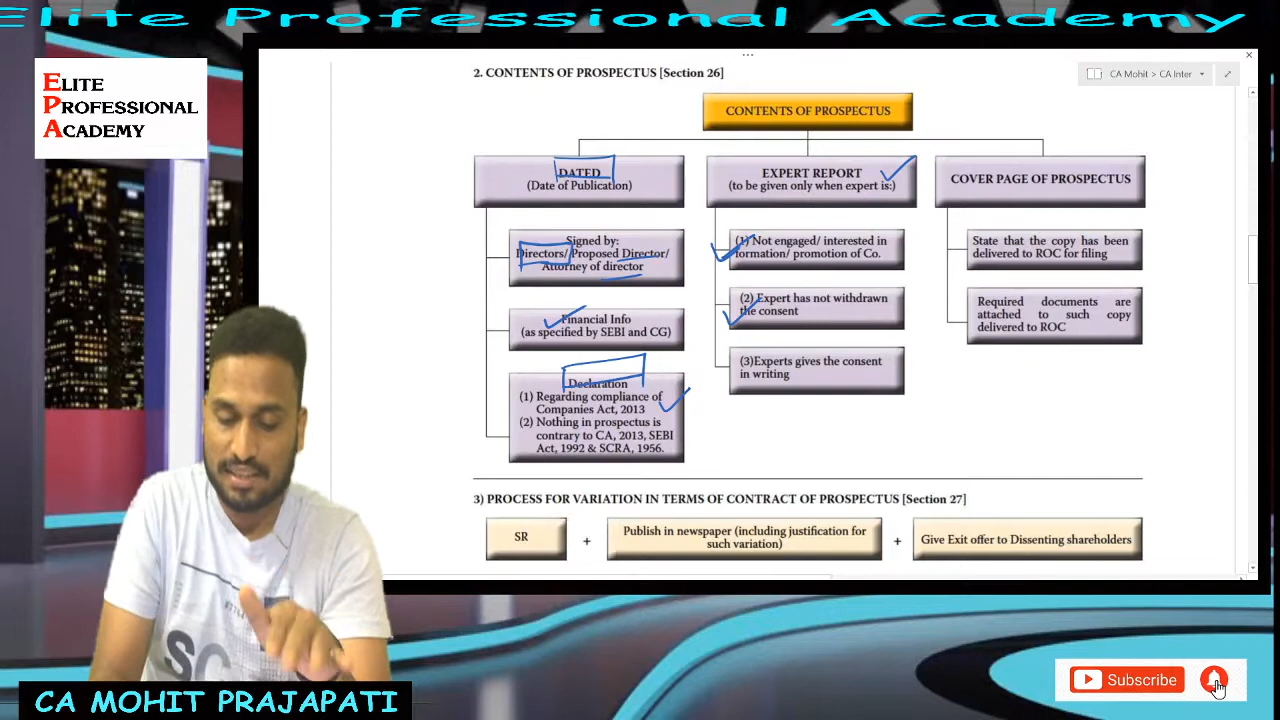 Elite Professional Academy
ELITE
PROFESSIONAL
ACADEMY
2. CONTENTS OF PROSPECTUS [Section 26]
CA Mohit > CA Inter
CONTENTS OF PROSPECTUS
DATED
(Date of Publication)
Signed by:
Directors/ Proposed Director/
Attorney of director
Financial Info
(as specified by SEBI and CG)
Declaration
(1) Regarding compliance of
Companies Act, 2013
(2) Nothing in prospectus is
contrary to CA, 2013, SEBI
Act, 1992 & SCRA, 1956.
EXPERT REPORT
(to be given only when expert is:)
(1) Not engaged/ interested in
formation/ promotion of Co.
(2) Expert has not withdrawn
the consent
(3)Experts gives the consent
in writing
COVER PAGE OF PROSPECTUS
State that the copy has been
delivered to ROC for filing
Required documents are
attached to such copy
delivered to ROC
3) PROCESS FOR VARIATION IN TERMS OF CONTRACT OF PROSPECTUS [Section 27]
SR
+
Publish in newspaper (including justification for
such variation)
+
Give Exit offer to Dissenting shareholders
CA MOHIT PRAJAPATI
Subscribe